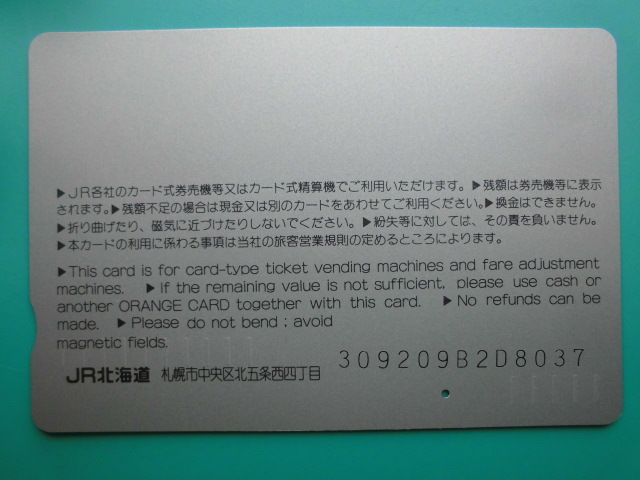 ▶JR各社のカード式券売機等又はカード式精算機でご利用いただけます。▶残額は券売機等に表示
されます。▶残額不足の場合は現金又は別のカードをあわせてご利用ください。▶換金はできません。
▶折り曲げたり、磁気に近づけたりしないでください。▶紛失等に対しては、その責を負いません。
▶本カードの利用に係わる事項は当社の旅客営業規則の定めるところによります。
▶This card is for card-type ticket vending machines and fare adjustment
machines. ▶If the remaining value is not sufficient, please use cash or
another ORANGE CARD together with this card. ▶No refunds can be
made. ▶Please do not bend; avoid
magnetic fields.
JR北海道 札幌市中央区北五条西四丁目 309209B2D8037